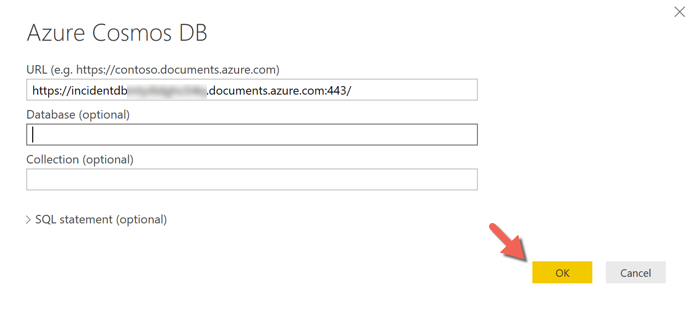 Azure Cosmos DB
URL (e.g. https://contoso.documents.azure.com)
https://incidentdb .documents.azure.com:443/
Database (optional)
Collection (optional)
SQL statement (optional)
OK
Cancel